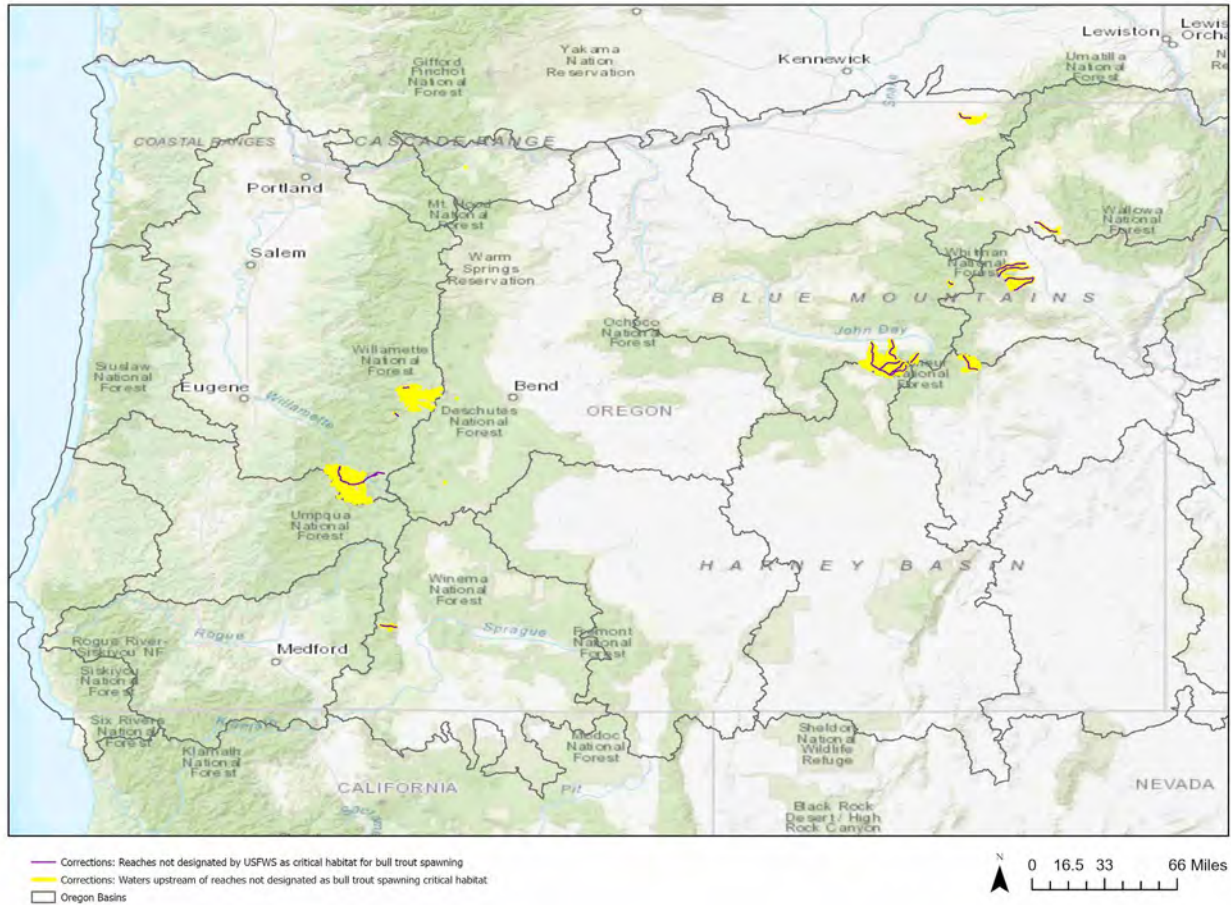 Lewiston
Lewis
Orcha
Kennewick
Yakama
Nation
Reservation
Gifford
Pinchot
National
Forest
Umatilla
National
Forest
N
Re
Snake
COASTAL RANGES
CASCADE RANGE
Portland
Mt. Hood
National
Forest
Wallowa
National
Forest
Salem
Warm
Springs
Reservation
Whitman
National
Forest
BLUE MOUNTAINS
Ochoco
National
Forest
John Day
Willamette
National
Forest
Siuslaw
National
Forest
Eugene
Willamette
Bend
Deschutes
National
Forest
OREGON
National
Forest
Umpqua
National
Forest
HARNEY BASIN
Winema
National
Forest
Rogue River-
Siskiyou NF
Rogue
Medford
Sprague
Fremont
National
Forest
Siskiyou
National
Forest
Six Rivers
National
Forest
Klamath
Klamath
National
Forest
Modoc
National
Forest
Sheldon
National
Wildlife
Refuge
CALIFORNIA
Pit
NEVADA
Black Rock
Desert / High
Rock Canyon
Corrections: Reaches not designated by USFWS as critical habitat for bull trout spawning
Corrections: Waters upstream of reaches not designated as bull trout spawning critical habitat
Oregon Basins
N
0 16.5 33 66 Miles